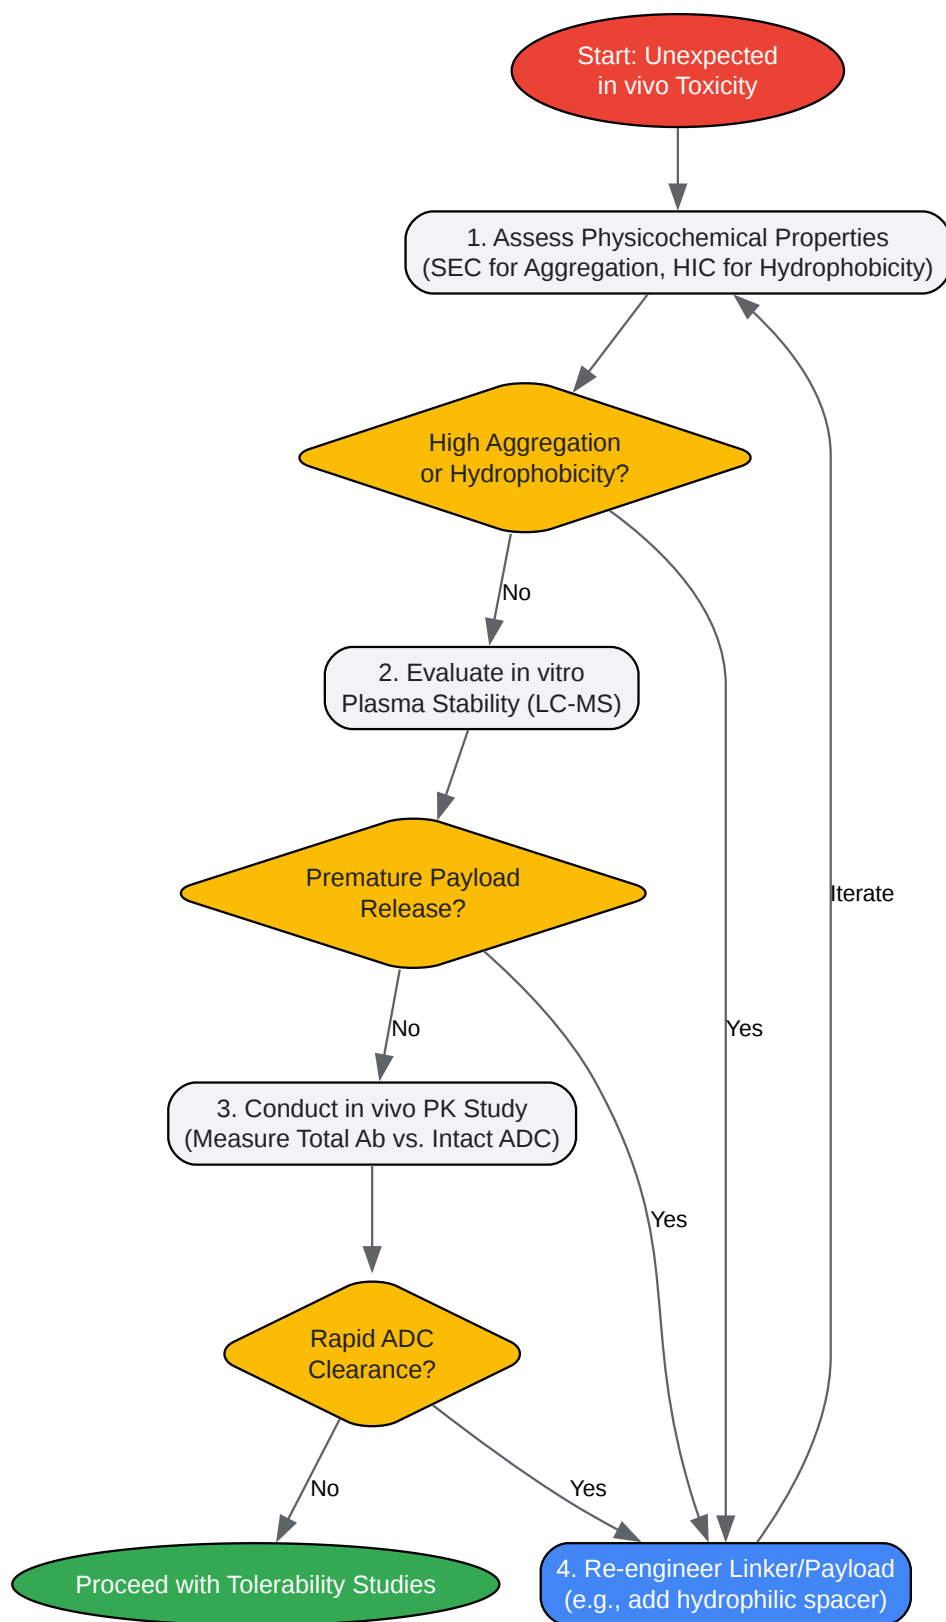 Start: Unexpected
in vivo Toxicity
1. Assess Physicochemical Properties
(SEC for Aggregation, HIC for Hydrophobicity)
High Aggregation
or Hydrophobicity?
No
2. Evaluate in vitro
Plasma Stability (LC-MS)
Premature Payload
Release?
Iterate
No
Yes
3. Conduct in vivo PK Study
(Measure Total Ab vs. Intact ADC)
Yes
Rapid ADC
Clearance?
No
Yes
Proceed with Tolerability Studies
4. Re-engineer Linker/Payload
(e.g., add hydrophilic spacer)